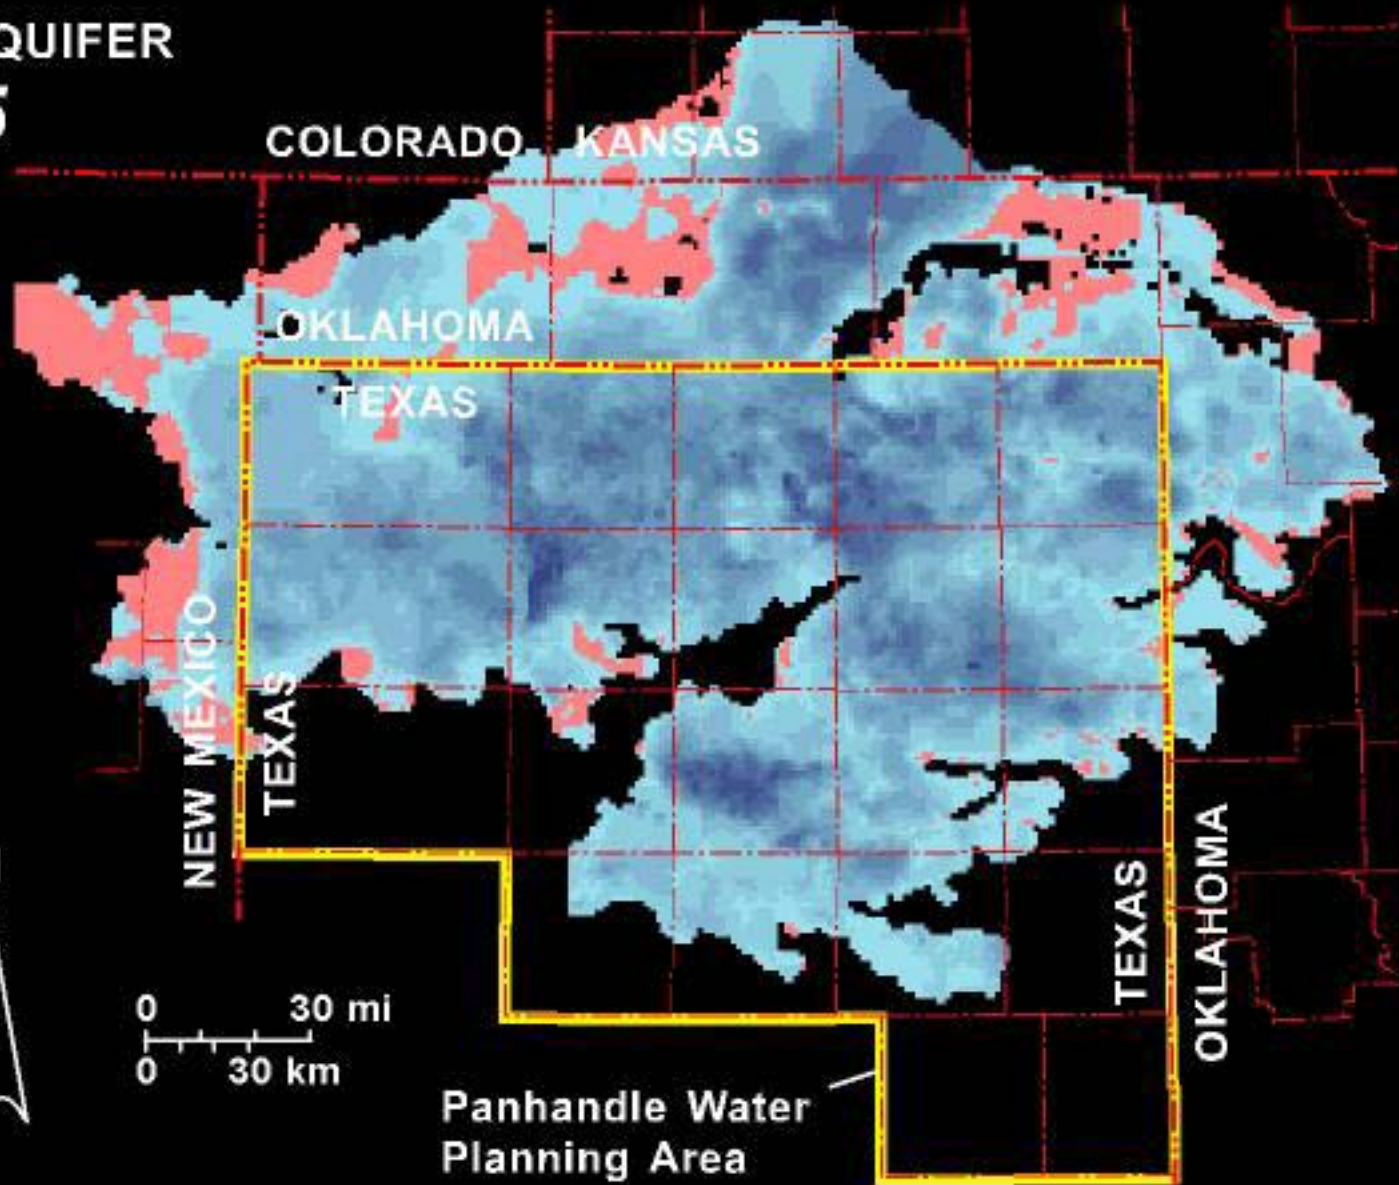 QUIFER
COLORADO KANSAS
OKLAHOMA
TEXAS
NEW MEXICO
TEXAS
TEXAS
OKLAHOMA
0 30 mi
0 30 km
Panhandle Water
Planning Area